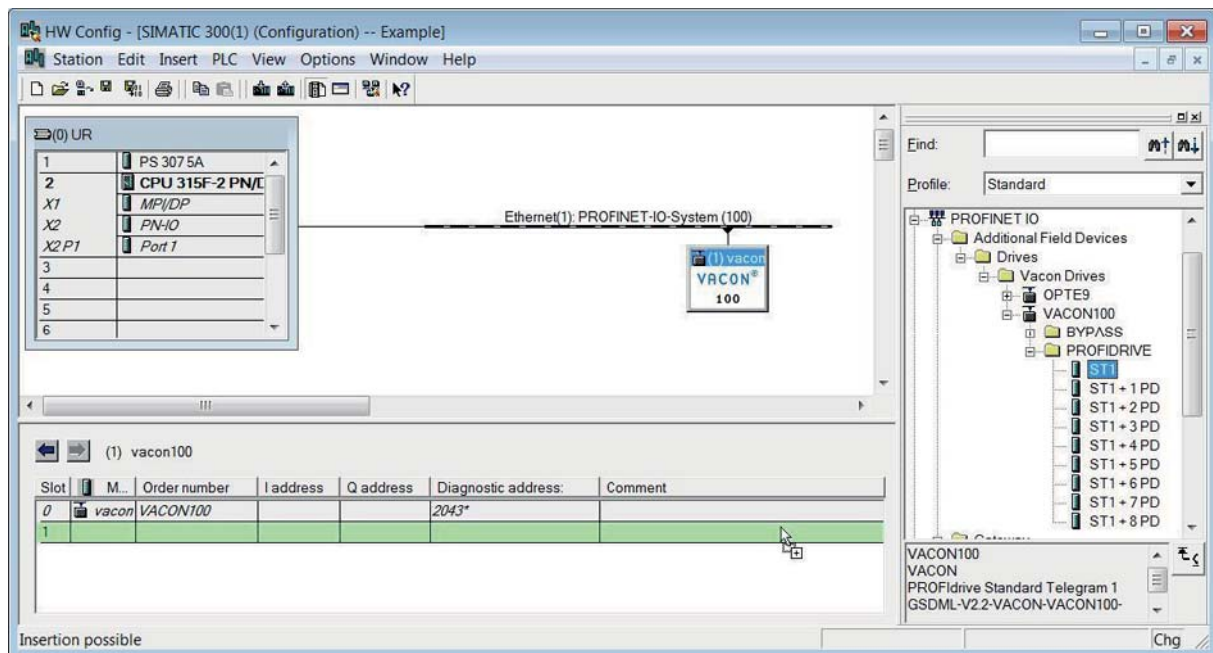 HW Config - [SIMATIC 300(1) (Configuration) -- Example]
Station Edit Insert PLC View Options Window Help
(0) UR
1 PS 307 5A
2 CPU 315F-2 PN/D
X1 MPI/DP
X2 PN-IO
X2 P1 Port 1
3
4
5
6
Ethernet(1): PROFINET-IO-System (100)
(1) vacon
VACON®
100
Find:
Profile: Standard
PROFINET IO
Additional Field Devices
Drives
Vacon Drives
OPTE9
VACON100
BYPASS
PROFIDRIVE
ST1
ST1 + 1 PD
ST1 + 2 PD
ST1 + 3 PD
ST1 + 4 PD
ST1 + 5 PD
ST1 + 6 PD
ST1 + 7 PD
ST1 + 8 PD
VACON100
VACON
PROFIdrive Standard Telegram 1
GSDML-V2.2-VACON-VACON100-
(1) vacon100
Slot M... Order number I address Q address Diagnostic address: Comment
0 vacon VACON100 2043*
1
Insertion possible
Chg